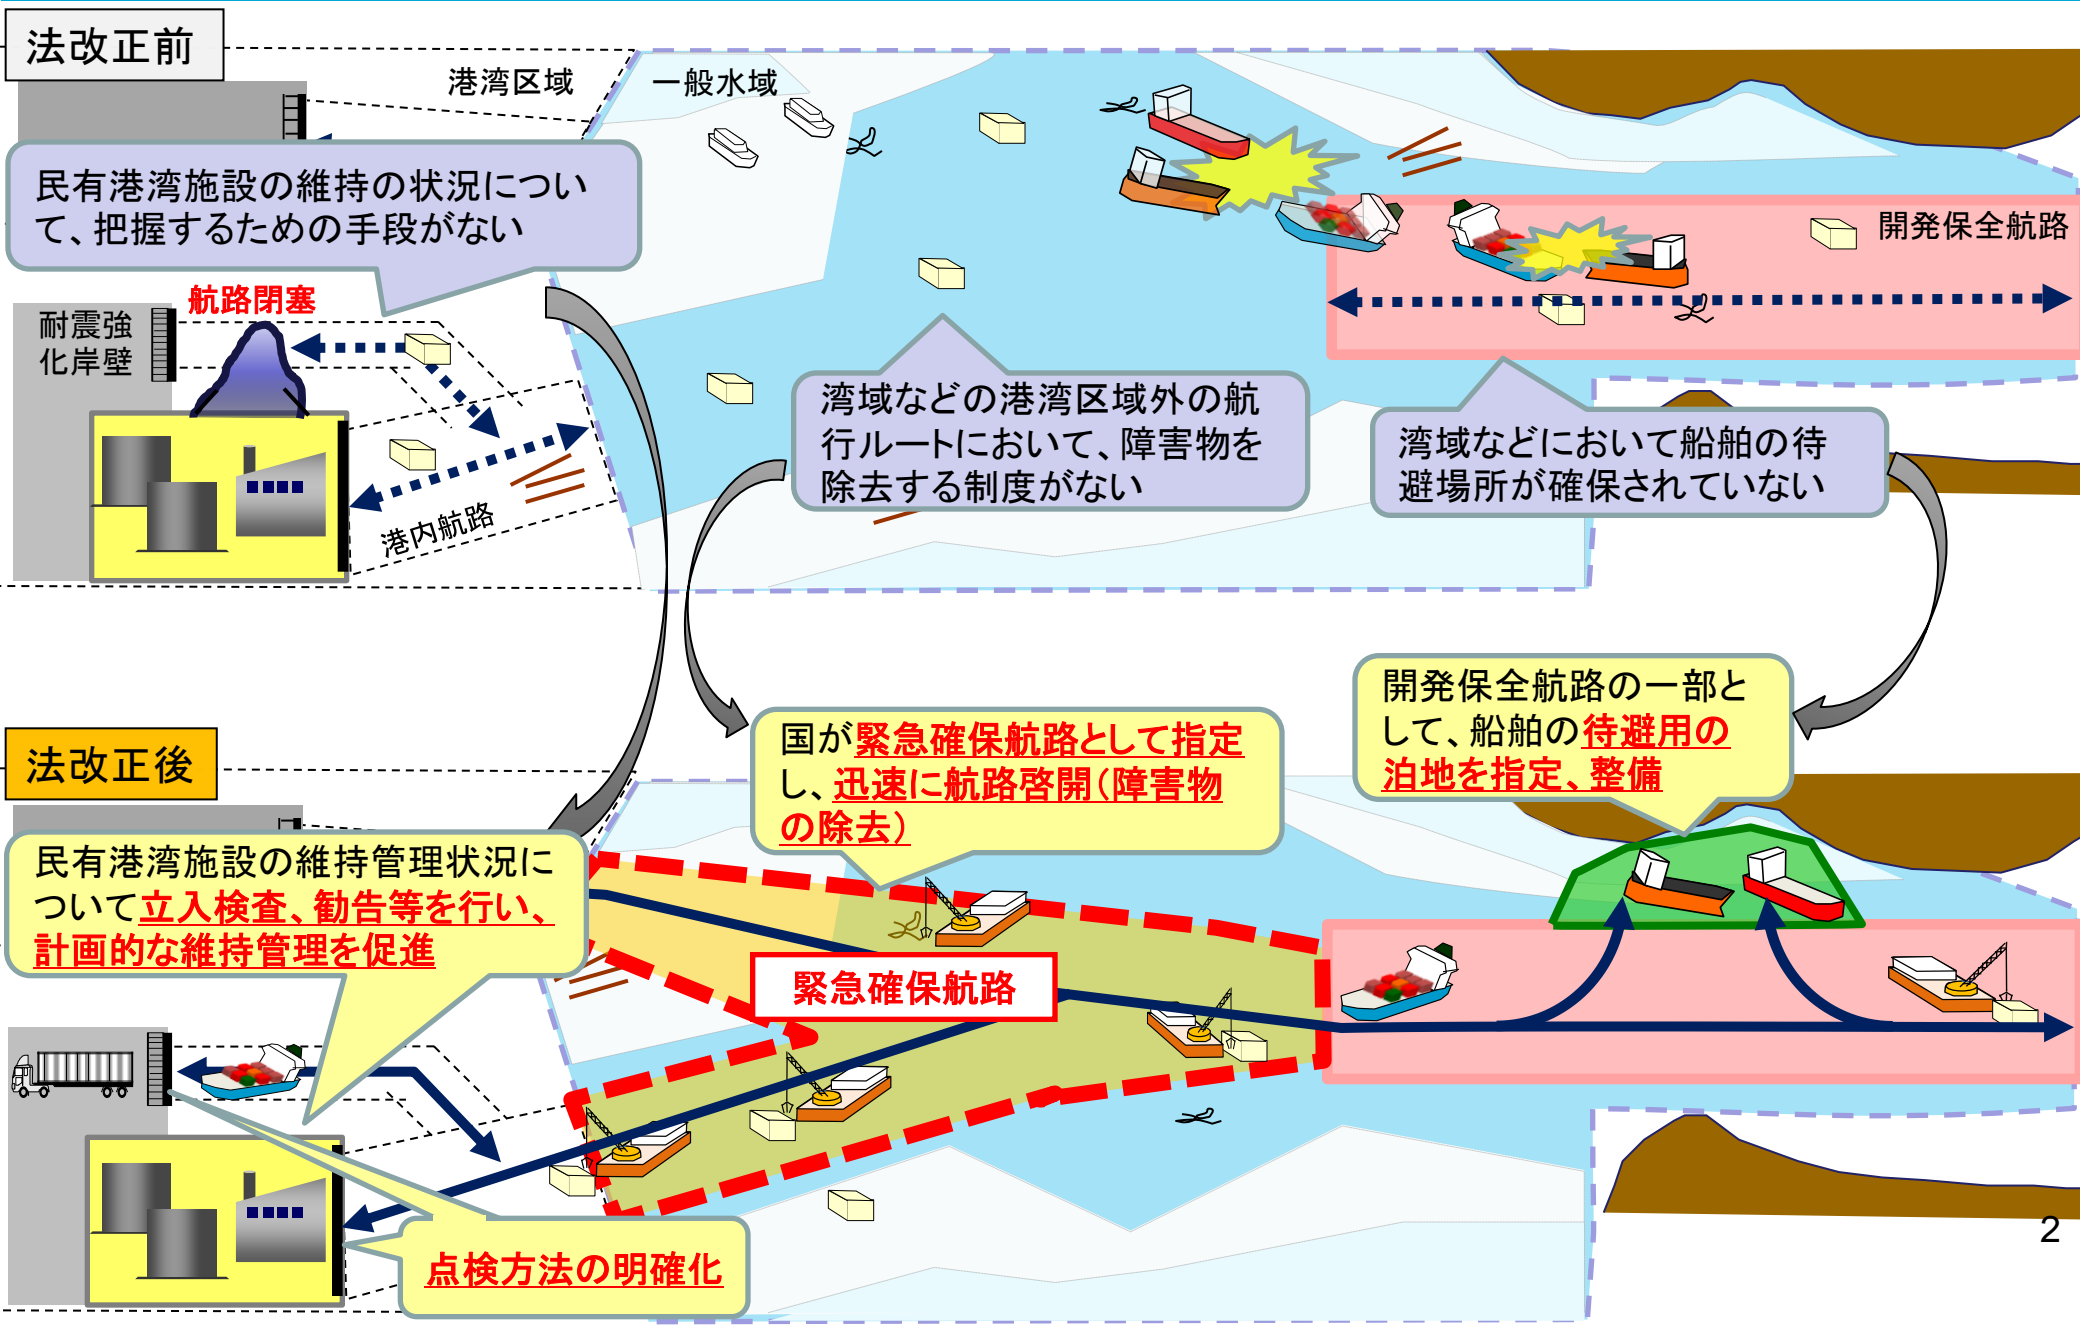 法改正前
港湾区域
一般水域
民有港湾施設の維持の状況につい
て、把握するための手段がない
開発保全航路
航路閉塞
耐震強
化岸壁
湾域などの港湾区域外の航
行ルートにおいて、障害物を
除去する制度がない
湾域などにおいて船舶の待
避場所が確保されていない
港内航路
開発保全航路の一部と
して、船舶の待避用の
泊地を指定、整備
国が緊急確保航路として指定
し、迅速に航路啓開(障害物
の除去)
法改正後
民有港湾施設の維持管理状況に
ついて立入検査、勧告等を行い、
計画的な維持管理を促進
緊急確保航路
点検方法の明確化
2